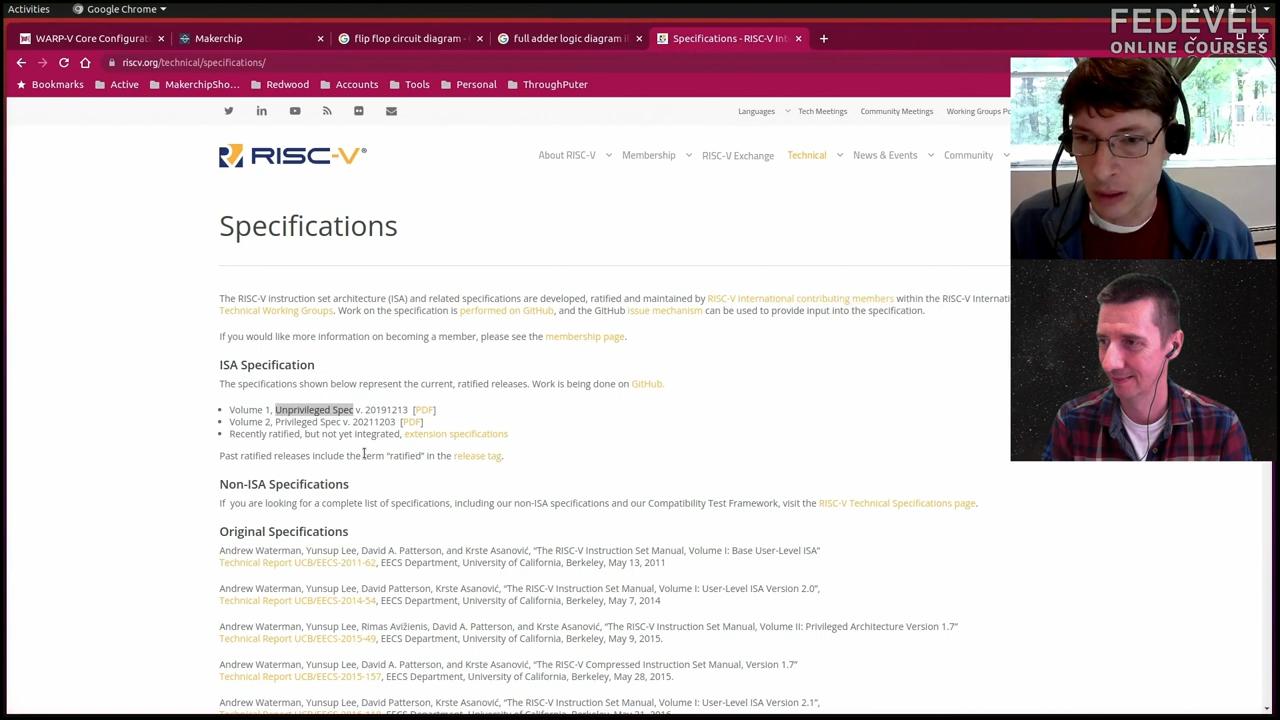 Activities
Google Chrome
FEDEVEL
ONLINE COURSES
WARP-V Core Configurat
Makerchip
flip flop circuit diagram -
full adder logic diagram i
Specifications - RISC-V Int
riscv.org/technical/specifications/
Bookmarks Active MakerchipSho... Redwood Accounts Tools Personal ThroughPuter
Languages Tech Meetings Community Meetings Working Groups Po
RISC-V®
About RISC-V Membership RISC-V Exchange Technical News & Events Community
Specifications
The RISC-V instruction set architecture (ISA) and related specifications are developed, ratified and maintained by RISC-V International contributing members within the RISC-V Internati
Technical Working Groups. Work on the specification is performed on GitHub, and the GitHub issue mechanism can be used to provide input into the specification.
If you would like more information on becoming a member, please see the membership page.
ISA Specification
The specifications shown below represent the current, ratified releases. Work is being done on GitHub.
• Volume 1, Unprivileged Spec v. 20191213 [PDF]
• Volume 2, Privileged Spec v. 20211203 [PDF]
• Recently ratified, but not yet integrated, extension specifications
Past ratified releases include the term “ratified” in the release tag.
Non-ISA Specifications
If you are looking for a complete list of specifications, including our non-ISA specifications and our Compatibility Test Framework, visit the RISC-V Technical Specifications page.
Original Specifications
Andrew Waterman, Yunsup Lee, David A. Patterson, and Krste Asanović, “The RISC-V Instruction Set Manual, Volume I: Base User-Level ISA”
Technical Report UCB/EECS-2011-62, EECS Department, University of California, Berkeley, May 13, 2011
Andrew Waterman, Yunsup Lee, David Patterson, and Krste Asanović, “The RISC-V Instruction Set Manual, Volume I: User-Level ISA Version 2.0”,
Technical Report UCB/EECS-2014-54, EECS Department, University of California, Berkeley, May 7, 2014
Andrew Waterman, Yunsup Lee, Rimas Avižienis, David A. Patterson, and Krste Asanović, “The RISC-V Instruction Set Manual, Volume II: Privileged Architecture Version 1.7”
Technical Report UCB/EECS-2015-49, EECS Department, University of California, Berkeley, May 9, 2015.
Andrew Waterman, Yunsup Lee, David A. Patterson, and Krste Asanović, “The RISC-V Compressed Instruction Set Manual, Version 1.7”
Technical Report UCB/EECS-2015-157, EECS Department, University of California, Berkeley, May 28, 2015.
Andrew Waterman, Yunsup Lee, David A. Patterson, and Krste Asanović, “The RISC-V Instruction Set Manual, Volume I: User-Level ISA Version 2.1”,